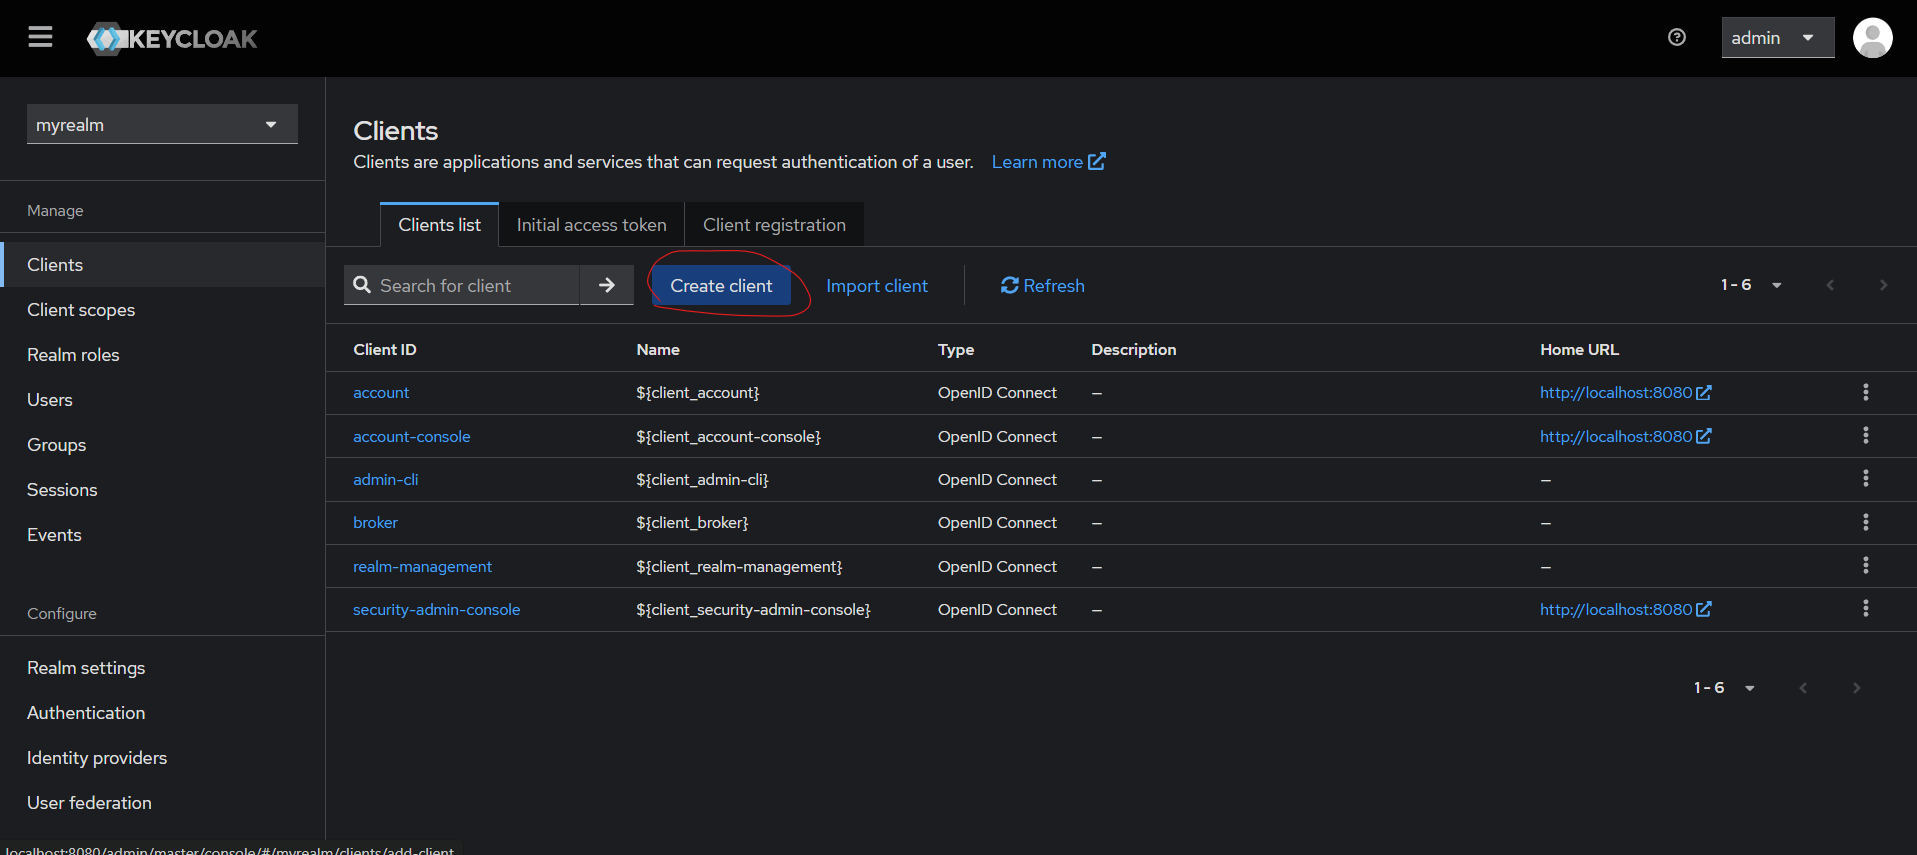 KEYCLOAK
admin
myrealm
Manage
Clients
Client scopes
Realm roles
Users
Groups
Sessions
Events
Configure
Realm settings
Authentication
Identity providers
User federation
Clients
Clients are applications and services that can request authentication of a user. Learn more
Clients list Initial access token Client registration
Search for client Create client Import client Refresh 1 - 6
Client ID Name Type Description Home URL
account ${client_account} OpenID Connect – http://localhost:8080
account-console ${client_account-console} OpenID Connect – http://localhost:8080
admin-cli ${client_admin-cli} OpenID Connect – –
broker ${client_broker} OpenID Connect – –
realm-management ${client_realm-management} OpenID Connect – –
security-admin-console ${client_security-admin-console} OpenID Connect – http://localhost:8080
1 - 6
localhost:8080/admin/master/console/#/myrealm/clients/add-client